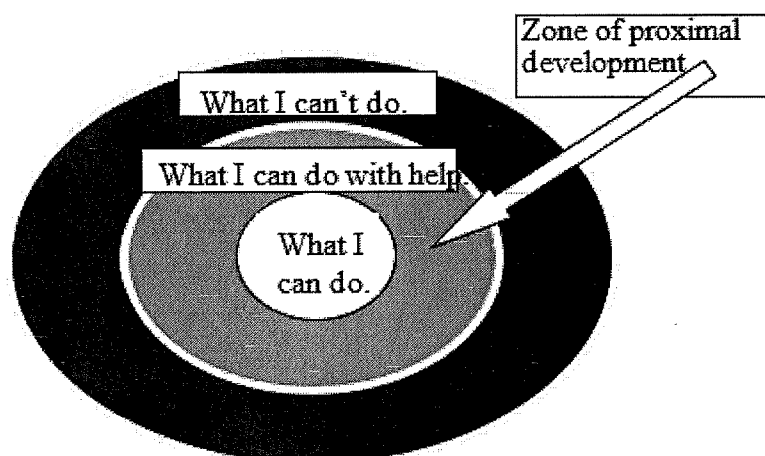 Zone of proximal
development
What I can't do.
What I can do with help.
What I
can do.